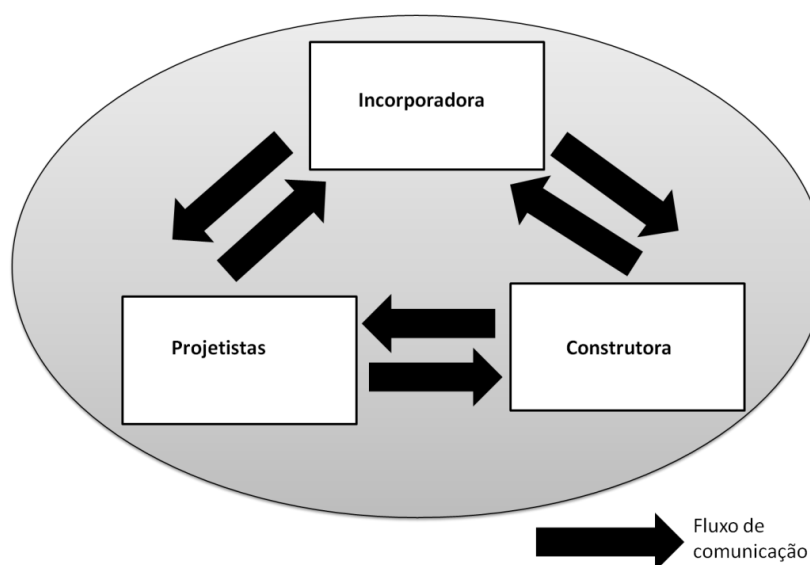 Incorporadora
Projetistas
Construtora
Fluxo de
comunicação